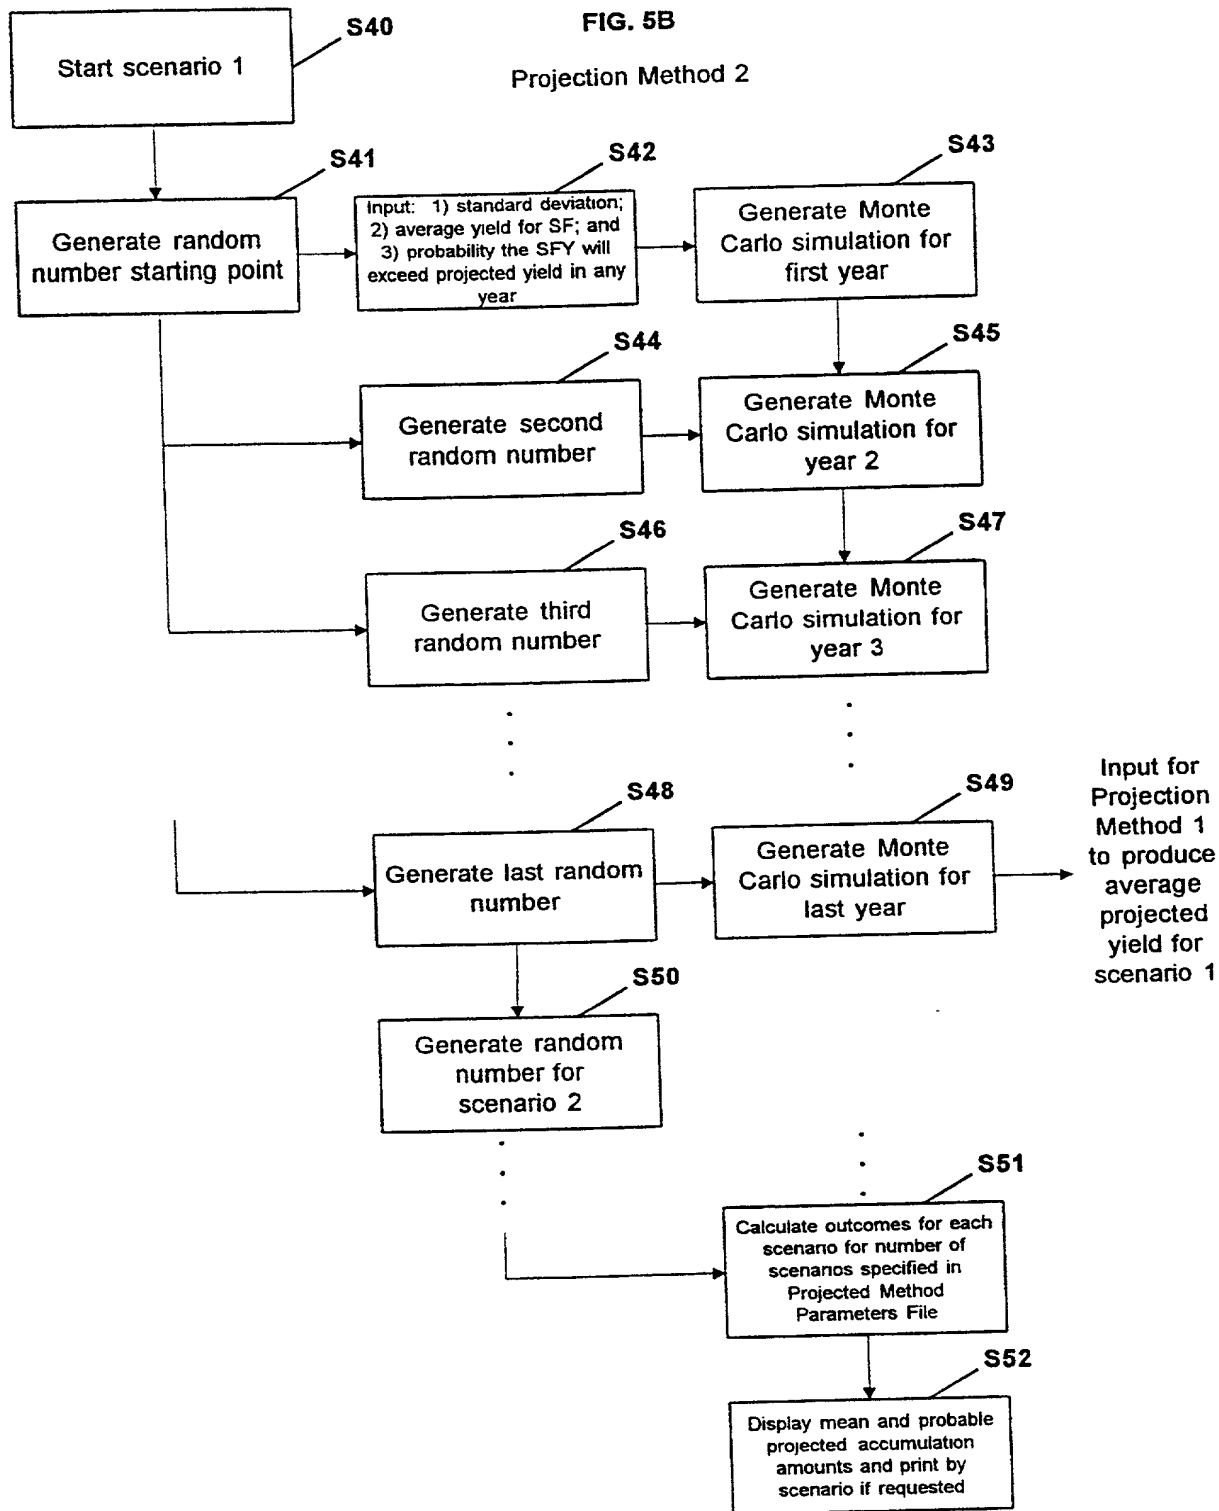 FIG. 5B
Projection Method 2
S40
Start scenario 1
S41
Generate random
number starting point
S42
Input: 1) standard deviation;
2) average yield for SF; and
3) probability the SFY will
exceed projected yield in any
year
S43
Generate Monte
Carlo simulation for
first year
S44
Generate second
random number
S45
Generate Monte
Carlo simulation for
year 2
S46
Generate third
random number
S47
Generate Monte
Carlo simulation for
year 3
S48
Generate last random
number
S49
Generate Monte
Carlo simulation for
last year
Input for
Projection
Method 1
to produce
average
projected
yield for
scenario 1
S50
Generate random
number for
scenario 2
S51
Calculate outcomes for each
scenario for number of
scenarios specified in
Projected Method
Parameters File
S52
Display mean and probable
projected accumulation
amounts and print by
scenario if requested